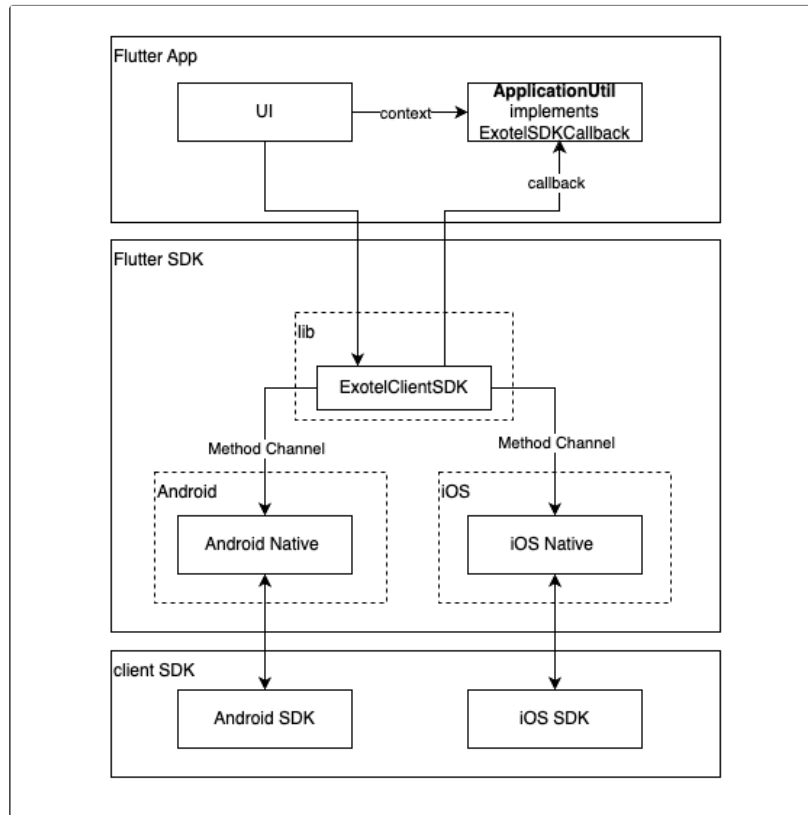 Flutter App
UI
context
ApplicationUtil
implements
ExotelSDKCallback
callback
Flutter SDK
lib
ExotelClientSDK
Method Channel
Method Channel
Android
iOS
Android Native
iOS Native
client SDK
Android SDK
iOS SDK